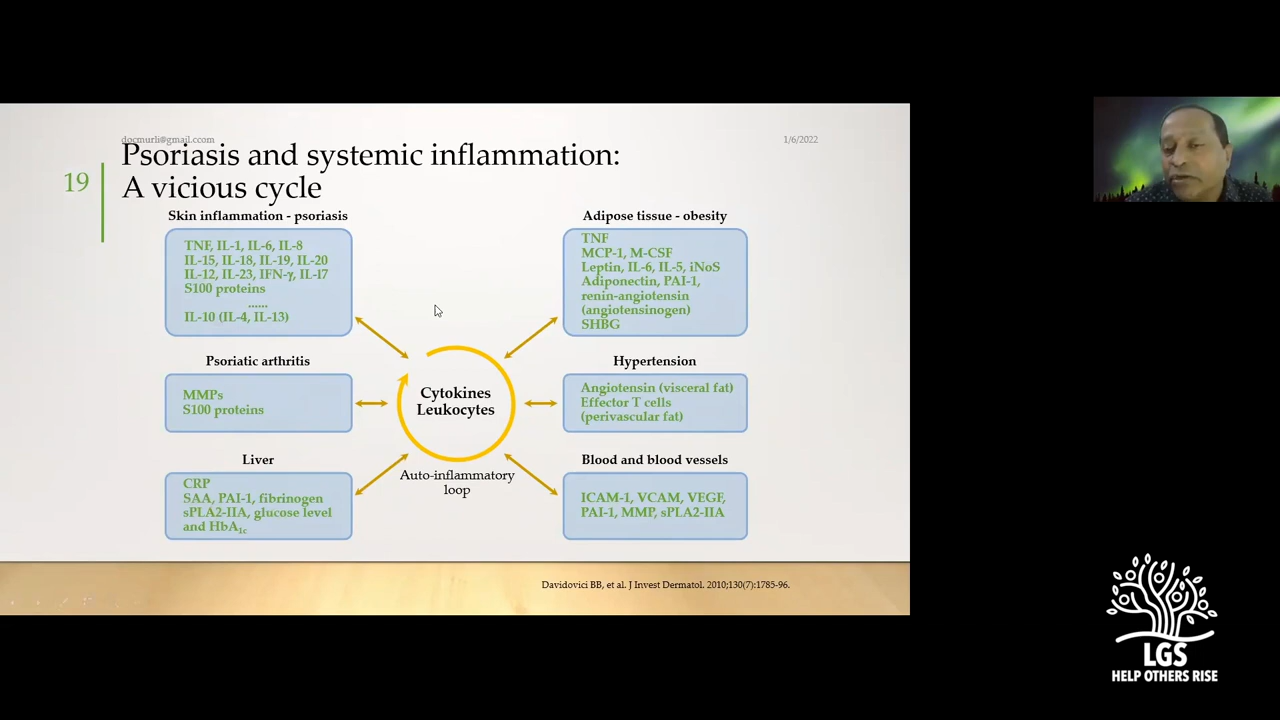 docmurli@gmail.ccom
1/6/2022
19
Psoriasis and systemic inflammation:
A vicious cycle
Skin inflammation - psoriasis
TNF, IL-1, IL-6, IL-8
IL-15, IL-18, IL-19, IL-20
IL-12, IL-23, IFN-γ, IL-17
S100 proteins
......
IL-10 (IL-4, IL-13)
Psoriatic arthritis
MMPs
S100 proteins
Liver
CRP
SAA, PAI-1, fibrinogen
sPLA2-IIA, glucose level
and HbA1c
Cytokines
Leukocytes
Auto-inflammatory
loop
Adipose tissue - obesity
TNF
MCP-1, M-CSF
Leptin, IL-6, IL-5, iNoS
Adiponectin, PAI-1,
renin-angiotensin
(angiotensinogen)
SHBG
Hypertension
Angiotensin (visceral fat)
Effector T cells
(perivascular fat)
Blood and blood vessels
ICAM-1, VCAM, VEGF,
PAI-1, MMP, sPLA2-IIA
Davidovici BB, et al. J Invest Dermatol. 2010;130(7):1785-96.
LGS
HELP OTHERS RISE